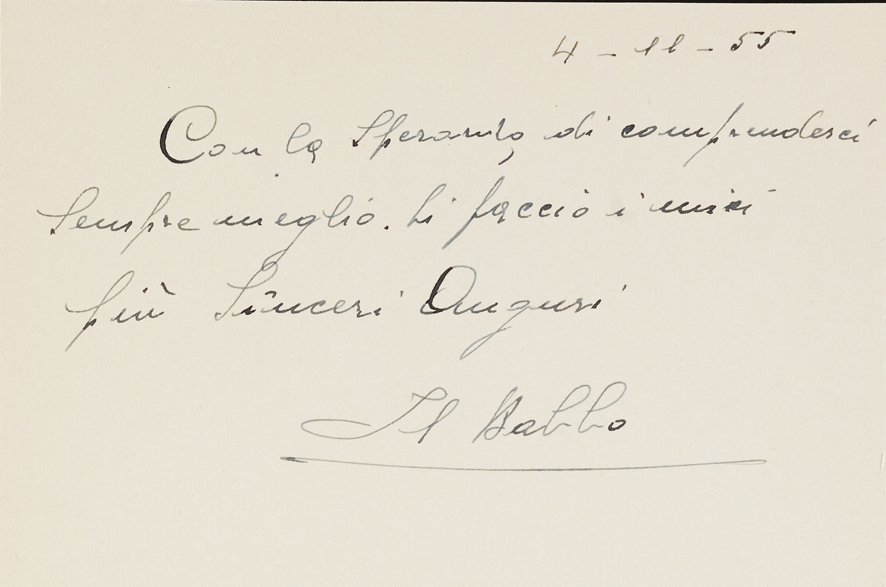 4 - 11 - 55
Con la Speranza, di comprenderci
Sempre meglio. ti faccio i miei
più Sinceri Auguri
Il Babbo